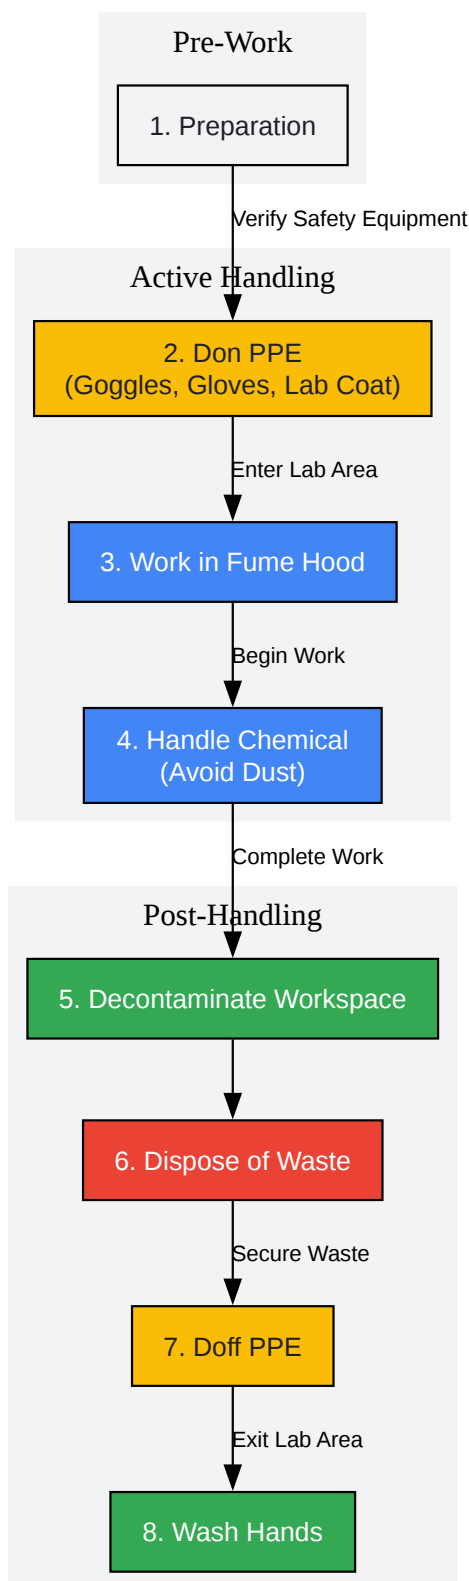 Pre-Work
1. Preparation
Verify Safety Equipment
Active Handling
2. Don PPE
(Goggles, Gloves, Lab Coat)
Enter Lab Area
3. Work in Fume Hood
Begin Work
4. Handle Chemical
(Avoid Dust)
Complete Work
Post-Handling
5. Decontaminate Workspace
6. Dispose of Waste
Secure Waste
7. Doff PPE
Exit Lab Area
8. Wash Hands